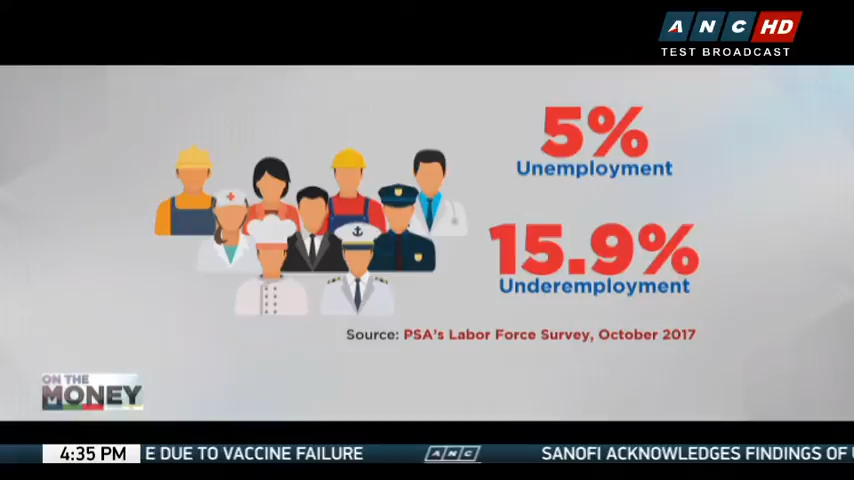 ANC HD
TEST BROADCAST
5%
Unemployment
15.9%
Underemployment
Source: PSA's Labor Force Survey, October 2017
ON THE
MONEY
4:35 PM E DUE TO VACCINE FAILURE ANC SANOFI ACKNOWLEDGES FINDINGS OF